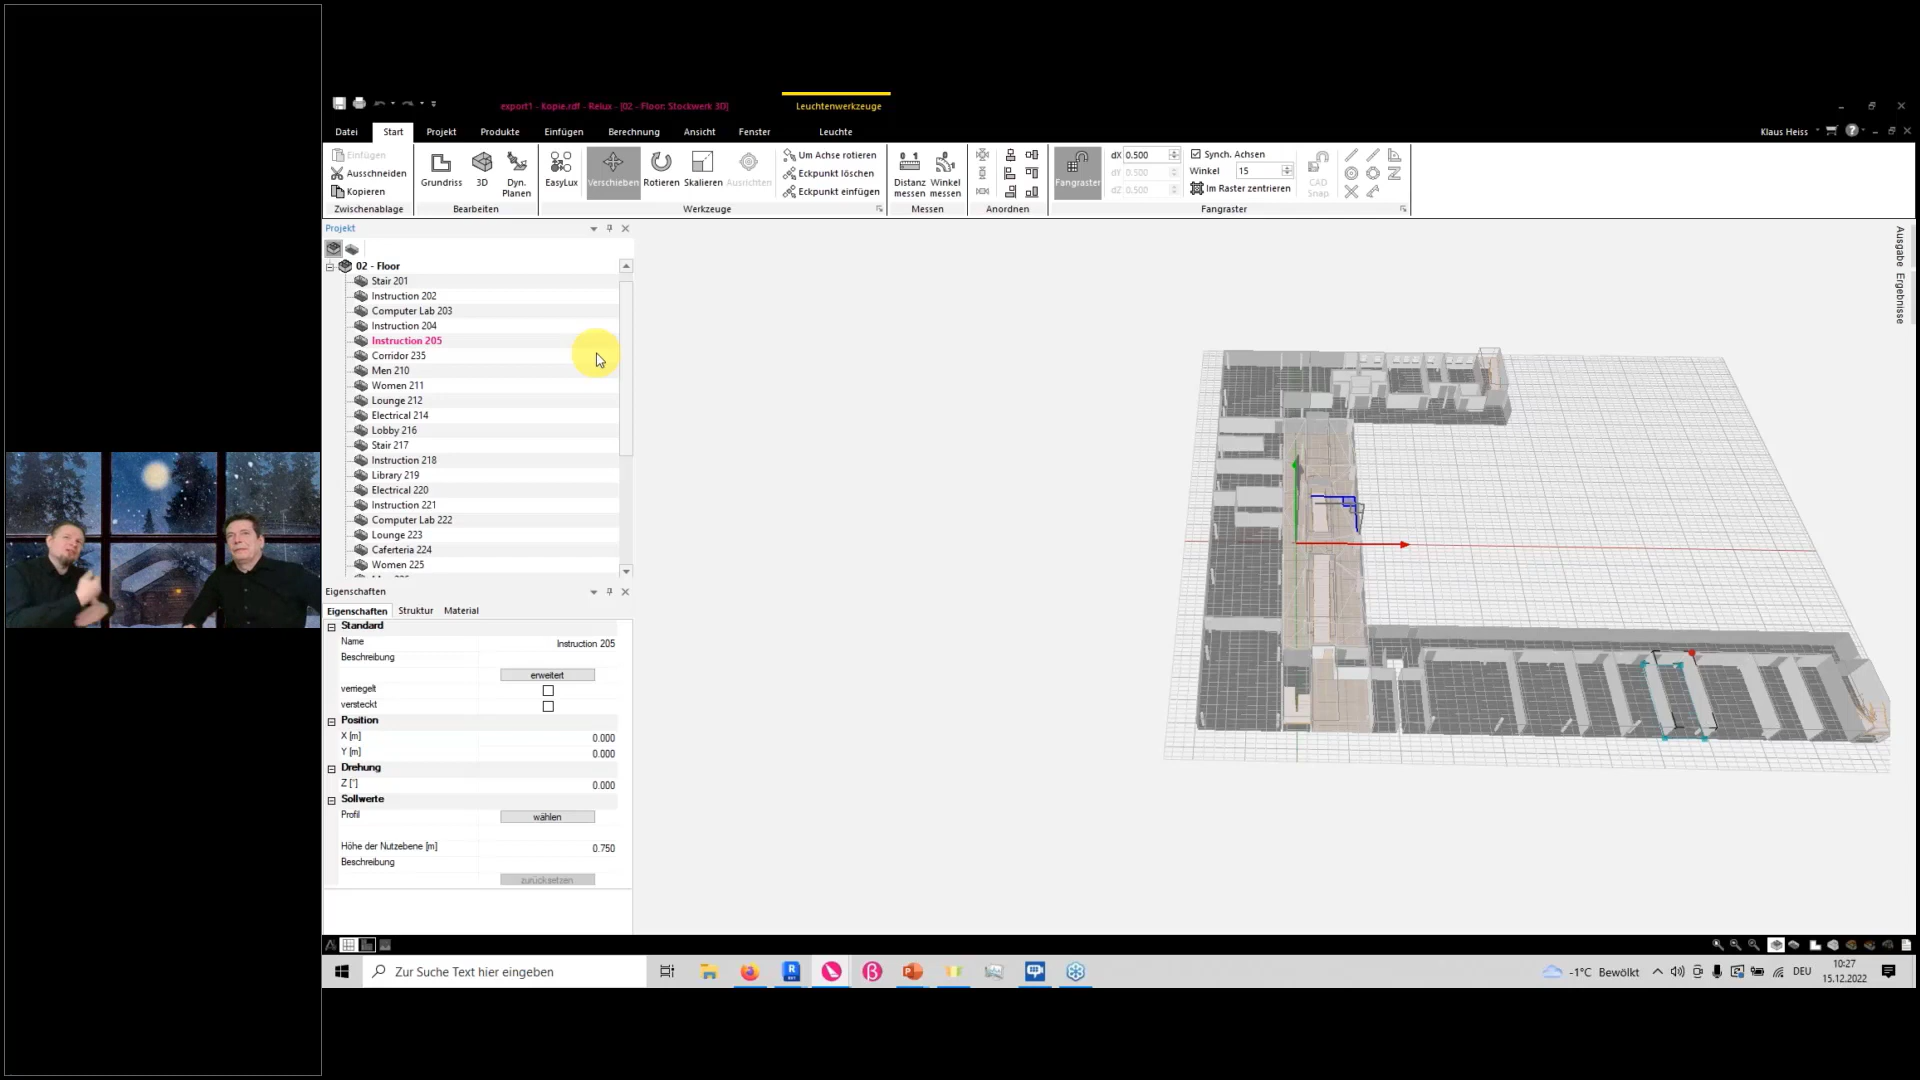 export1 - Kopie.rdf - Relux - [02 - Floor: Stockwerk 3D]
Leuchtenwerkzeuge
Datei Start Projekt Produkte Einfügen Berechnung Ansicht Fenster Leuchte Klaus Heiss
Einfügen
Ausschneiden
Kopieren
Zwischenablage
Grundriss 3D Dyn. Planen
Bearbeiten
EasyLux Verschieben Rotieren Skalieren Ausrichten
Um Achse rotieren
Eckpunkt löschen
Eckpunkt einfügen
Werkzeuge
Distanz messen Winkel messen
Messen
Anordnen
Fangraster
dX 0.500
dY 0.500
dZ 0.500
Synch. Achsen
Winkel 15
Im Raster zentrieren
CAD Snap
Fangraster
Projekt
02 - Floor
Stair 201
Instruction 202
Computer Lab 203
Instruction 204
Instruction 205
Corridor 235
Men 210
Women 211
Lounge 212
Electrical 214
Lobby 216
Stair 217
Instruction 218
Library 219
Electrical 220
Instruction 221
Computer Lab 222
Lounge 223
Caferteria 224
Women 225
Eigenschaften
Eigenschaften Struktur Material
Standard
Name Instruction 205
Beschreibung
erweitert
verriegelt
versteckt
Position
X [m] 0.000
Y [m] 0.000
Drehung
Z [°] 0.000
Sollwerte
Profil wählen
Höhe der Nutzebene [m] 0.750
Beschreibung
zurücksetzen
Ausgabe
Ergebnisse
Zur Suche Text hier eingeben
-1°C Bewölkt
DEU
10:27
15.12.2022